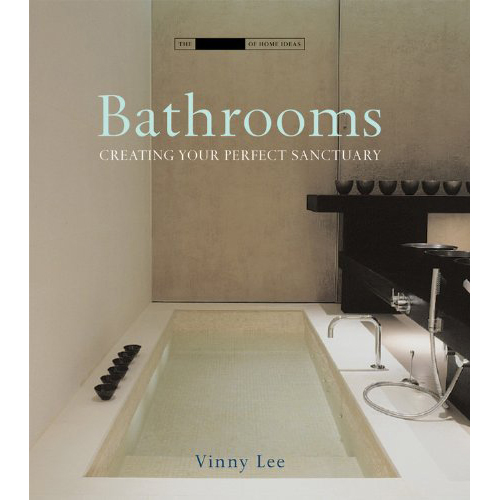 THE OF HOME IDEAS
Bathrooms
CREATING YOUR PERFECT SANCTUARY
Vinny Lee